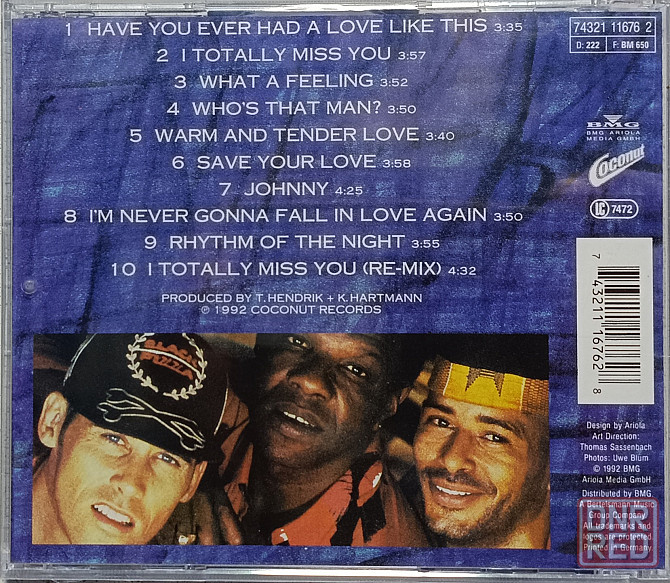 1 HAVE YOU EVER HAD A LOVE LIKE THIS 3:35
2 I TOTALLY MISS YOU 3:57
3 WHAT A FEELING 3:52
4 WHO'S THAT MAN? 3:50
5 WARM AND TENDER LOVE 3:40
6 SAVE YOUR LOVE 3:58
7 JOHNNY 4:25
8 I'M NEVER GONNA FALL IN LOVE AGAIN 3:50
9 RHYTHM OF THE NIGHT 3:55
10 I TOTALLY MISS YOU (RE-MIX) 4:32
PRODUCED BY T. HENDRIK + K. HARTMANN
℗ 1992 COCONUT RECORDS
74321 11676 2
D: 222 F: BM 650
BMG
BMG ARIOLA
MEDIA GMBH
Coconut
LC 7472
7 43211 16762 8
Design by Ariola
Art Direction:
Thomas Sassenbach
Photos: Uwe Blüm
© 1992 BMG
Ariola Media GmbH
Distributed by BMG
A Bertelsmann Music
Group Company
All trademarks and
logos are protected
Printed in Germany
BLACK
RED